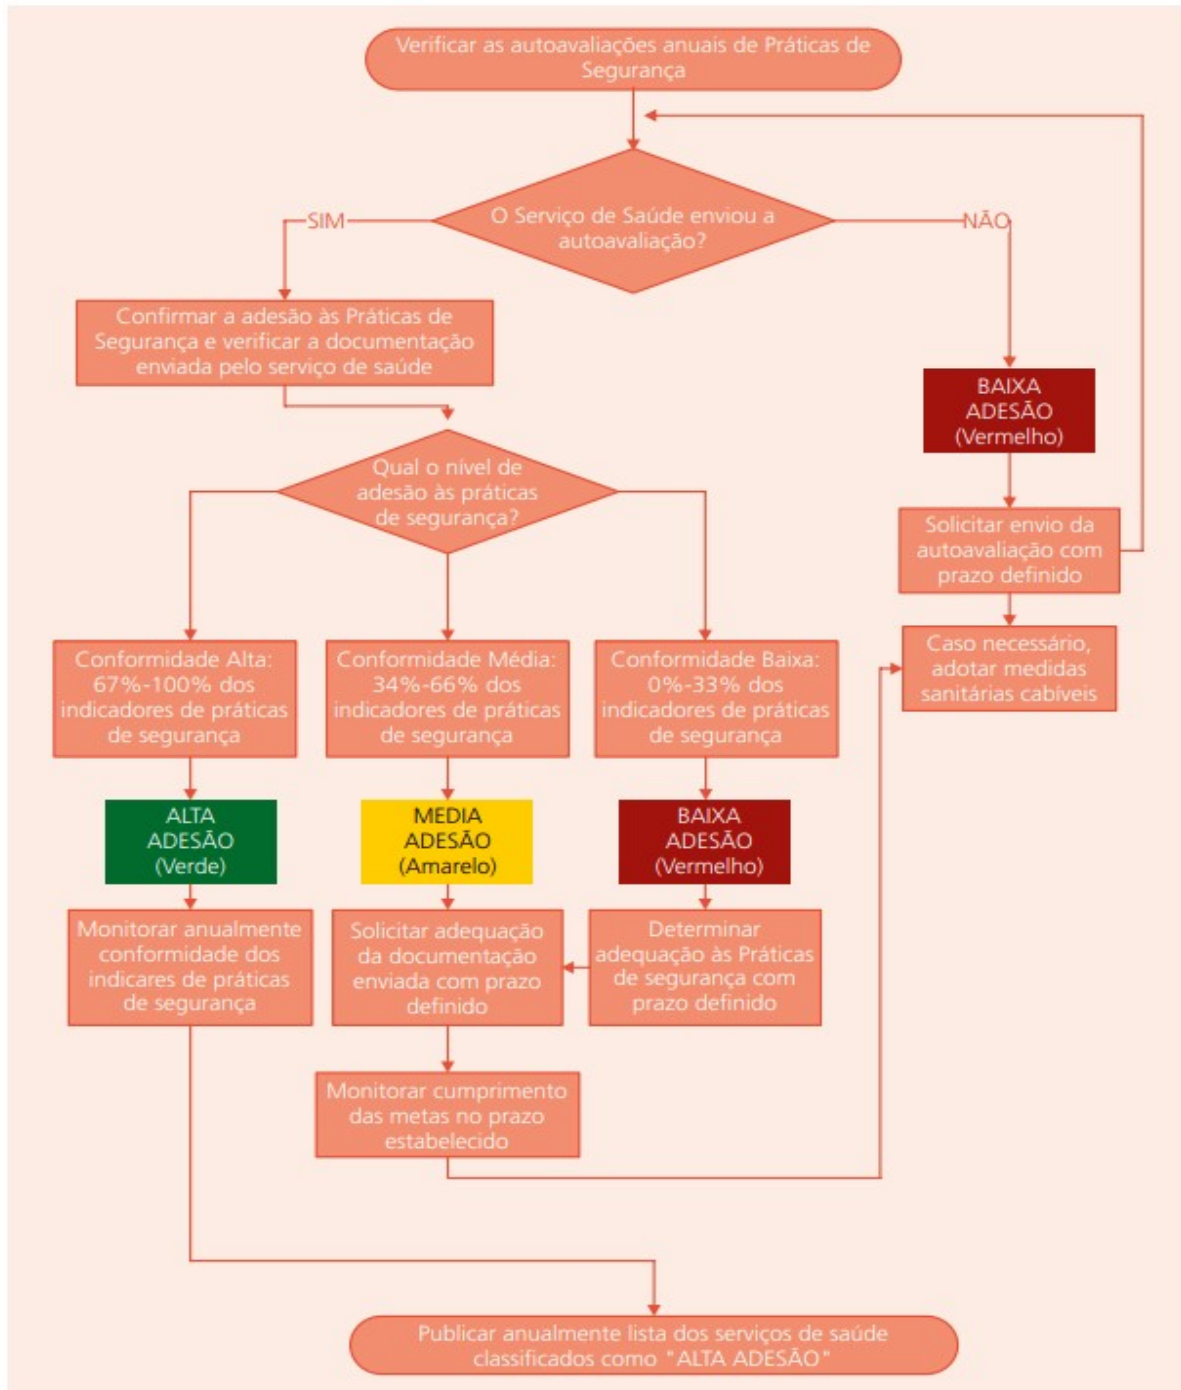 Verificar as autoavaliações anuais de Práticas de
Segurança
O Serviço de Saúde enviou a
autoavaliação?
SIM
NÃO
Confirmar a adesão às Práticas de
Segurança e verificar a documentação
enviada pelo serviço de saúde
BAIXA
ADESÃO
(Vermelho)
Qual o nível de
adesão às práticas
de segurança?
Solicitar envio da
autoavaliação com
prazo definido
Caso necessário,
adotar medidas
sanitárias cabíveis
Conformidade Alta:
67%-100% dos
indicadores de práticas
de segurança
Conformidade Média:
34%-66% dos
indicadores de práticas
de segurança
Conformidade Baixa:
0%-33% dos
indicadores de práticas
de segurança
ALTA
ADESÃO
(Verde)
MEDIA
ADESÃO
(Amarelo)
BAIXA
ADESÃO
(Vermelho)
Monitorar anualmente
conformidade dos
indicares de práticas
de segurança
Solicitar adequação
da documentação
enviada com prazo
definido
Determinar
adequação às Práticas
de segurança com
prazo definido
Monitorar cumprimento
das metas no prazo
estabelecido
Publicar anualmente lista dos serviços de saúde
classificados como "ALTA ADESÃO"